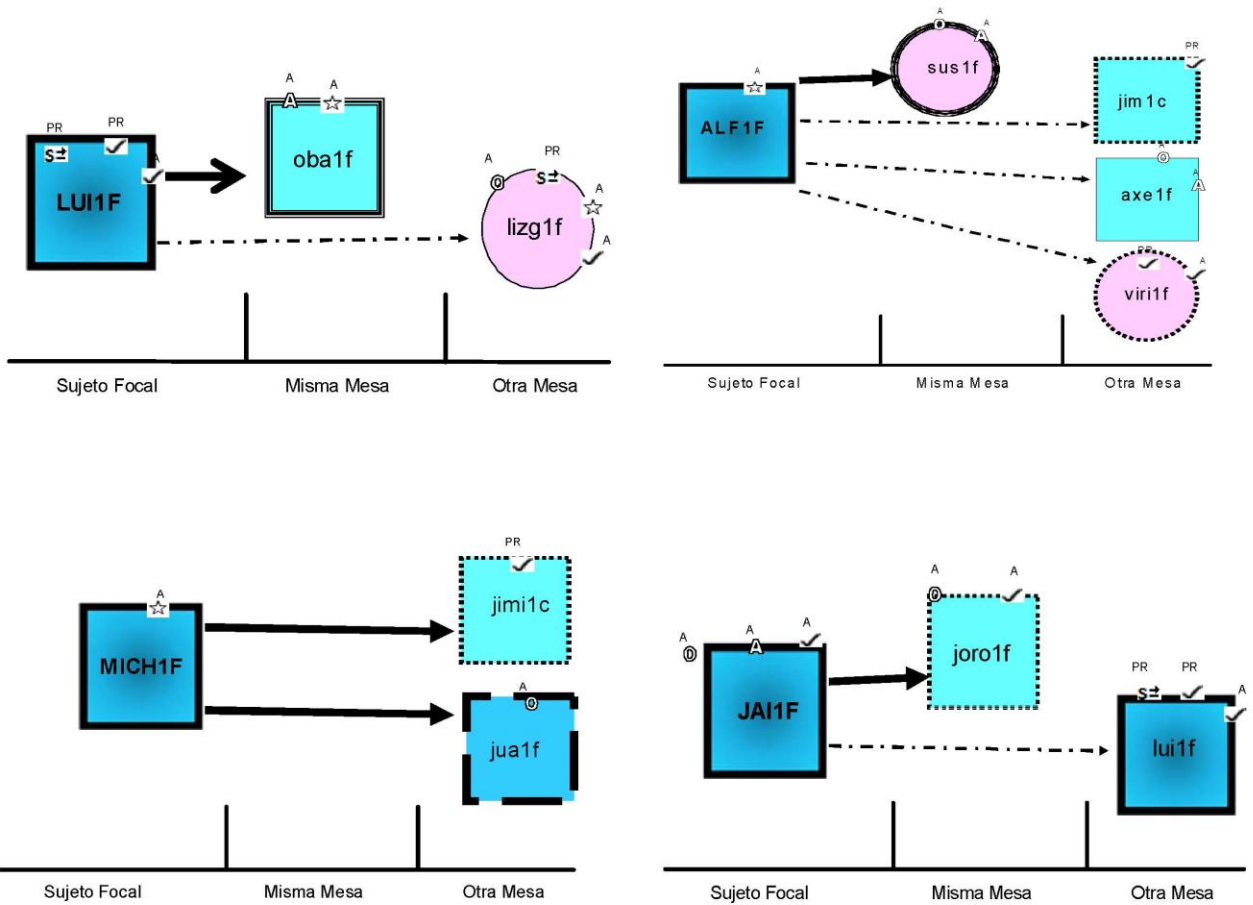 PR
PR
S
A
LUI1F
A
A
A
oba1f
A
O
PR
S
A
A
lizg1f
Sujeto Focal
Misma Mesa
Otra Mesa
A
ALF1F
A
O
A
A
sus1f
PR
jim1c
A
O
A
A
axe1f
PR
A
viri1f
Sujeto Focal
Misma Mesa
Otra Mesa
A
MICH1F
PR
jimi1c
A
O
jua1f
Sujeto Focal
Misma Mesa
Otra Mesa
A
A
A
A
JAI1F
A
A
joro1f
PR
PR
A
S
lui1f
Sujeto Focal
Misma Mesa
Otra Mesa